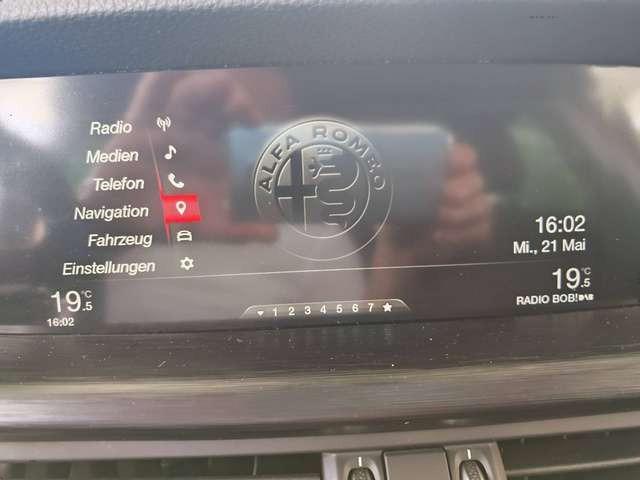 Radio
Medien
Telefon
Navigation
Fahrzeug
Einstellungen
ALFA ROMEO
16:02
Mi., 21 Mai
19.5 °C
16:02
1 2 3 4 5 6 7
19.5 °C
RADIO BOB! DAB